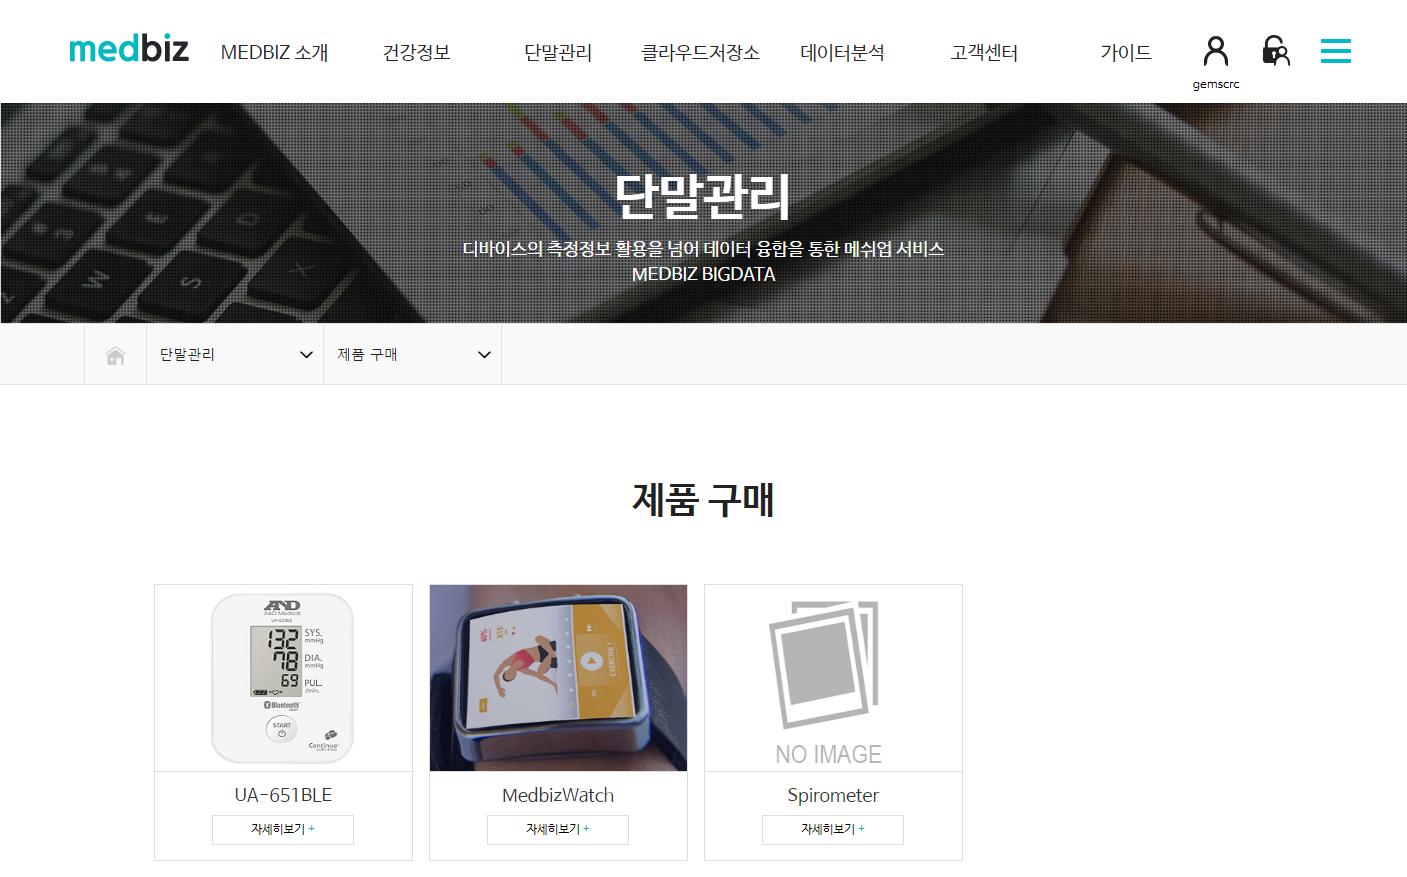 medbiz
MEDBIZ 소개
건강정보
단말관리
클라우드저장소
데이터분석
고객센터
가이드
gemscrc
단말관리
디바이스의 측정정보 활용을 넘어 데이터 융합을 통한 메쉬업 서비스
MEDBIZ BIGDATA
단말관리
제품 구매
제품 구매
AND
A&D Medical
UA-651BLE
132
SYS.
mmHg
78
DIA.
mmHg
69
PUL.
/min.
Bluetooth
START
Continua
40%
X15
EXERCISE 1
NO IMAGE
UA-651BLE
자세히보기 +
MedbizWatch
자세히보기 +
Spirometer
자세히보기 +